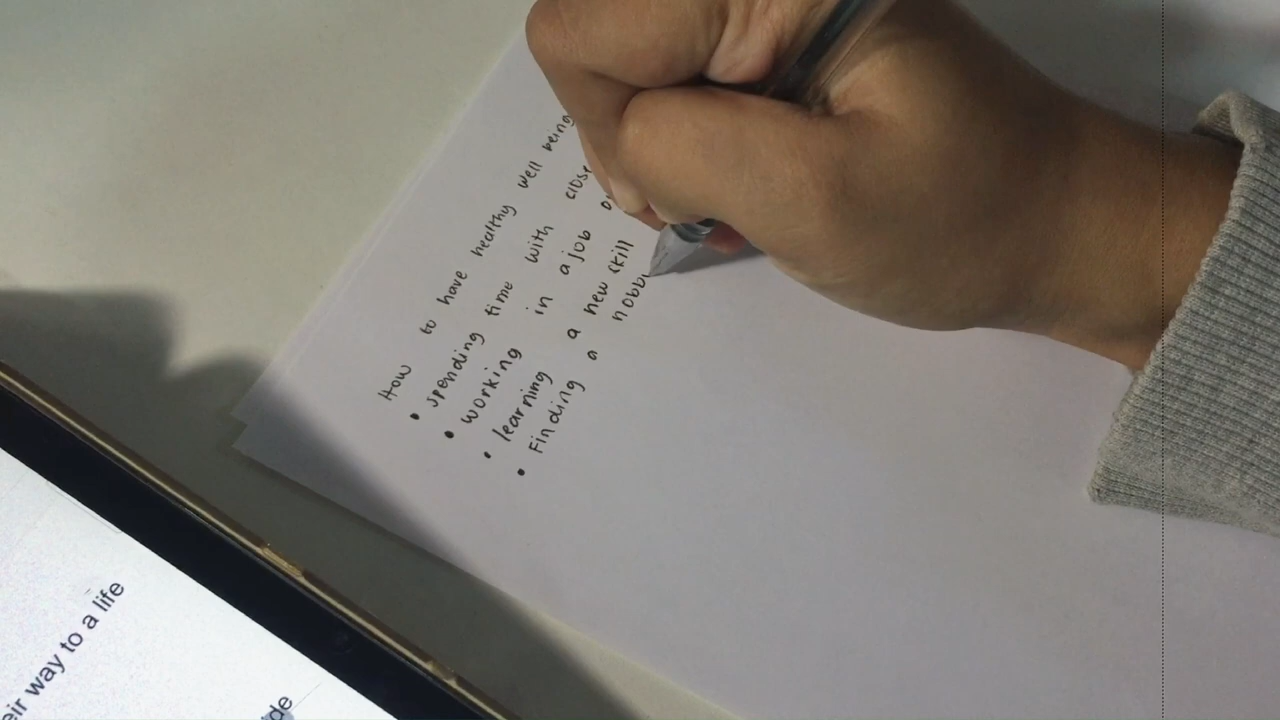 How to have healthy well being
• spending time with close
• working in a job
• learning a new skill
• Finding a
way to a life